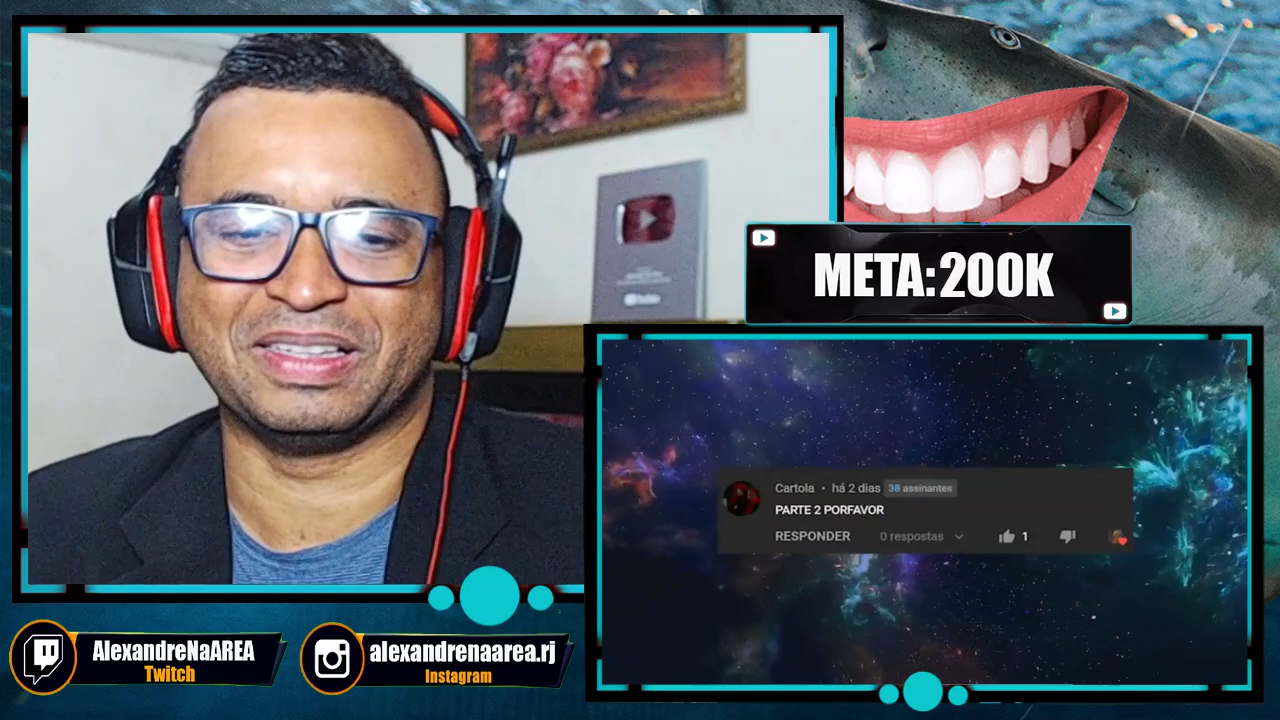 META:200K
Cartola • há 2 dias 38 assinantes
PARTE 2 PORFAVOR
RESPONDER 0 respostas 1
AlexandreNaAREA
Twitch
alexandrenaarea.rj
Instagram